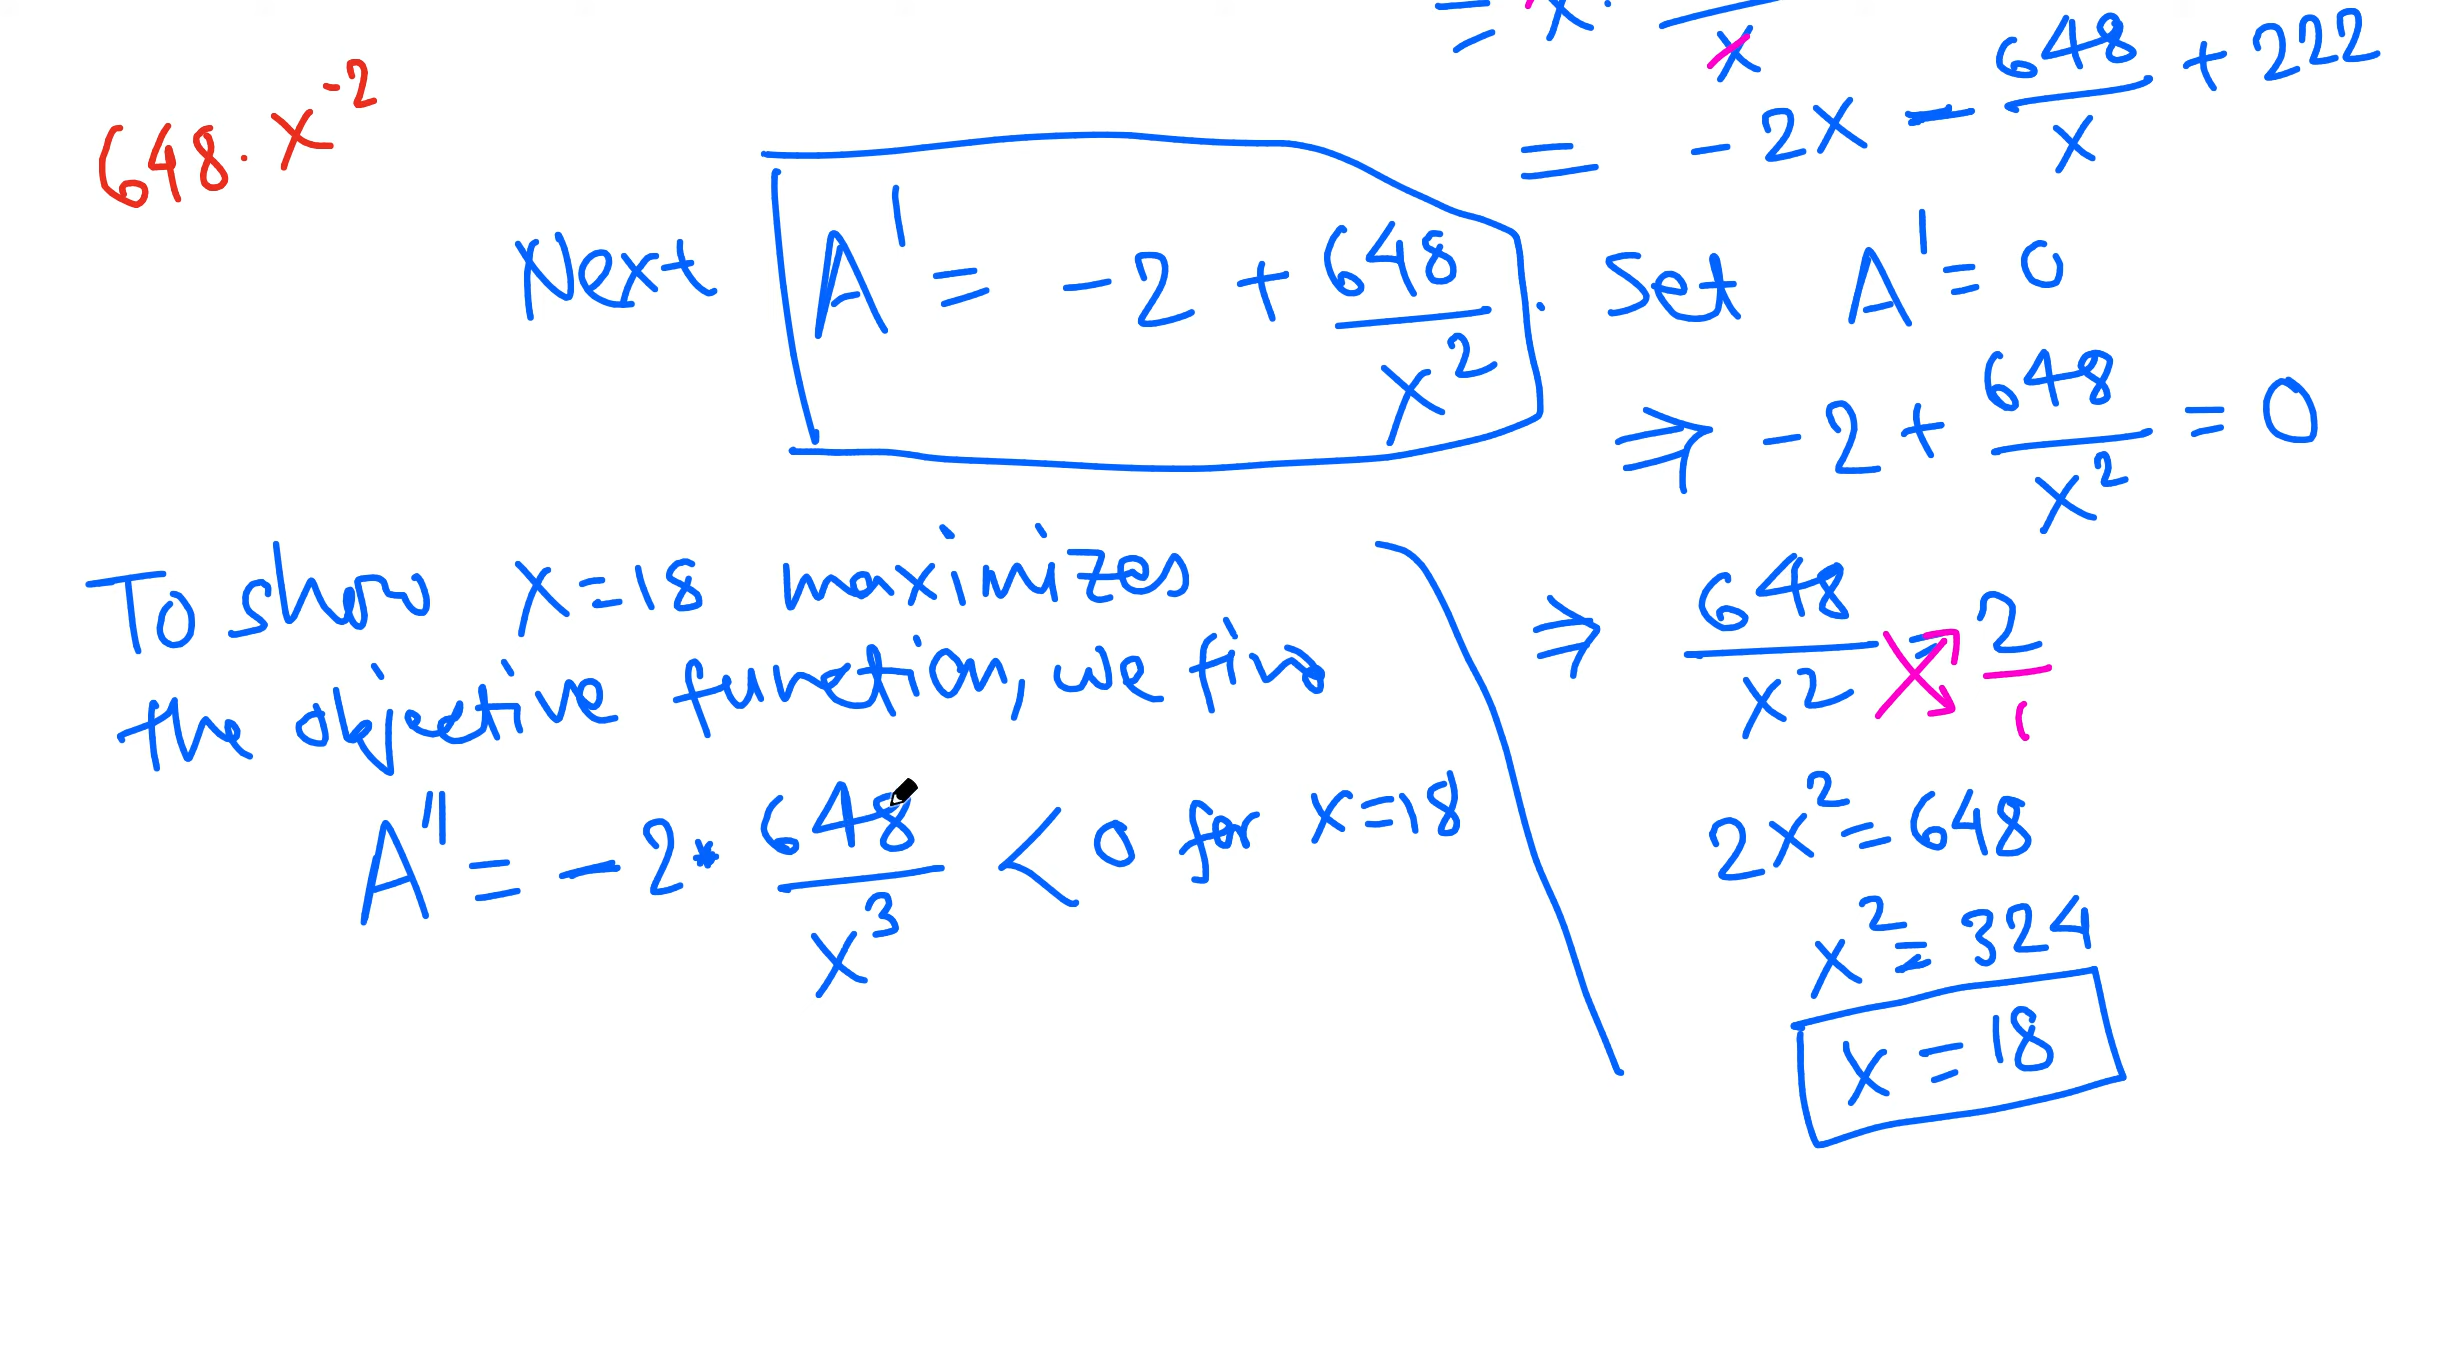 = x .
x
= - 2x - 648/x + 222
648 . x^-2
Next A' = - 2 + 648/x^2 . Set A' = 0
⇒ - 2 + 648/x^2 = 0
To show x = 18 maximizes
the objective function, we find
A'' = - 2 * 648/x^3 < 0 for x = 18
⇒ 648/x^2 = 2/1
2x^2 = 648
x^2 = 324
x = 18